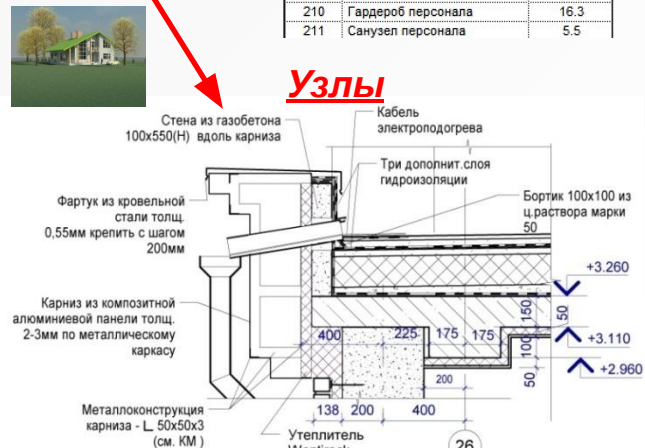 210 Гардероб персонала 16.3
211 Санузел персонала 5.5
Узлы
Стена из газобетона
100х550(Н) вдоль карниза
Кабель
электроподогрева
Три дополнит.слоя
гидроизоляции
Бортик 100х100 из
ц.раствора марки
50
Фартук из кровельной
стали толщ.
0,55мм крепить с шагом
200мм
+3.260
Карниз из композитной
алюминиевой панели толщ.
2-3мм по металлическому
каркасу
150
50
400 225 175 175
+3.110
100
+2.960
50
200
138 200 400
Металлоконструкция
карниза - L 50х50х3
(см. КМ )
Утеплитель
26